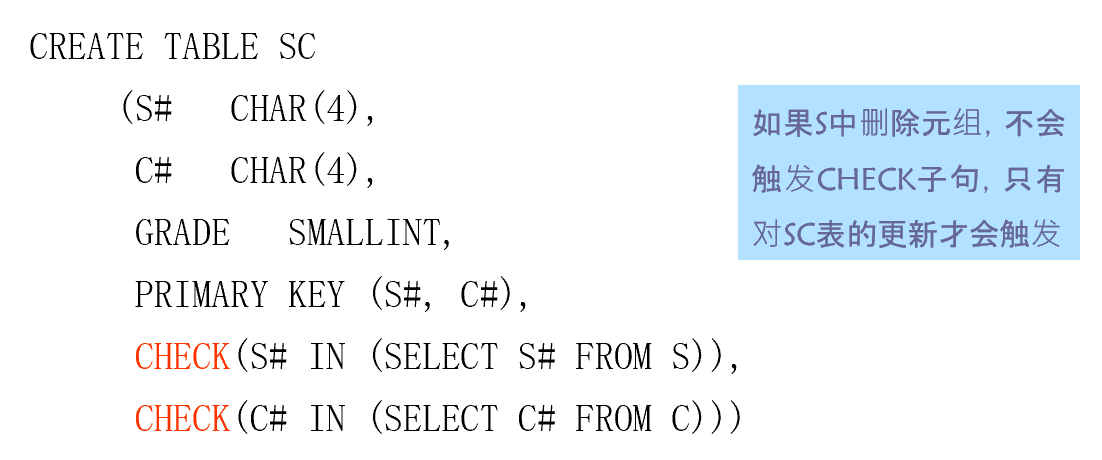 CREATE TABLE SC
(S# CHAR(4),
C# CHAR(4),
GRADE SMALLINT,
PRIMARY KEY (S#, C#),
CHECK(S# IN (SELECT S# FROM S)),
CHECK(C# IN (SELECT C# FROM C)))
如果S中删除元组, 不会
触发CHECK子句, 只有
对SC表的更新才会触发